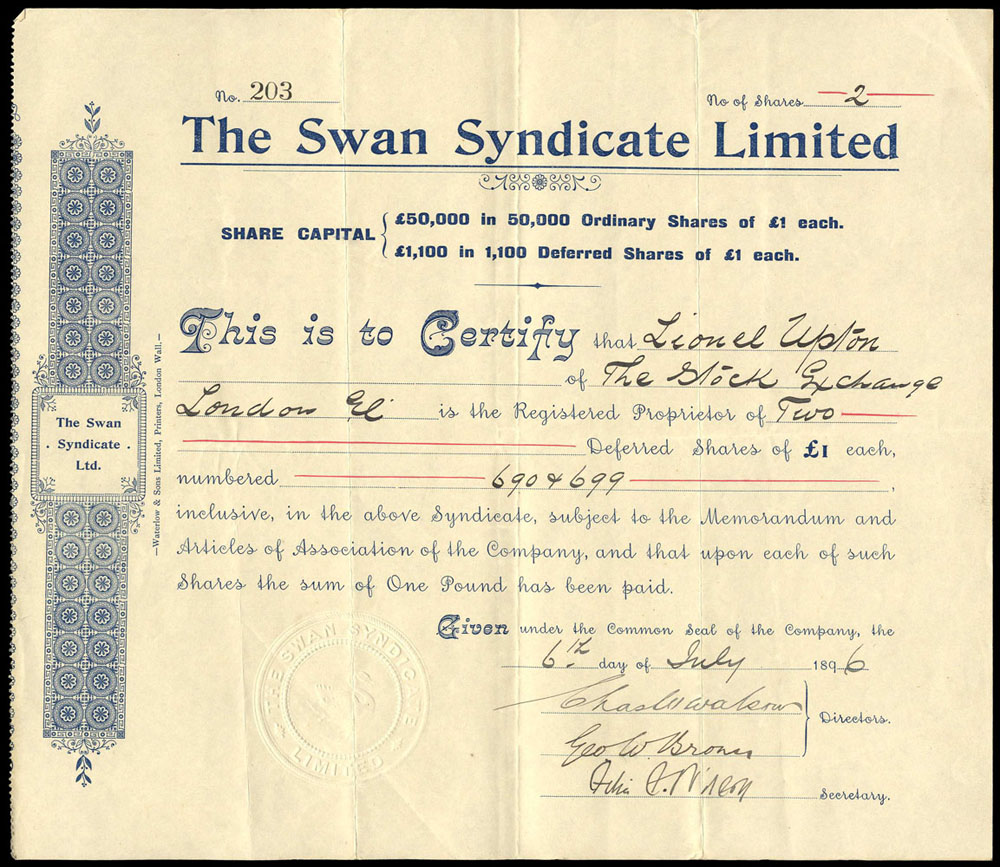 No. 203
No of Shares 2
The Swan Syndicate Limited
SHARE CAPITAL
£50,000 in 50,000 Ordinary Shares of £1 each.
£1,100 in 1,100 Deferred Shares of £1 each.
This is to Certify that Lionel Upton
of The Stock Exchange
London is the Registered Proprietor of Two
Deferred Shares of £1 each,
numbered 690 & 699,
inclusive, in the above Syndicate, subject to the Memorandum and
Articles of Association of the Company, and that upon each of such
Shares the sum of One Pound has been paid.
Given under the Common Seal of the Company, the
6th day of July 1896
Directors.
Geo W.
Secretary.
The Swan
. Syndicate .
Ltd.
—Waterlow & Sons Limited, Printers, London Wall.—
THE SWAN SYNDICATE
LIMITED